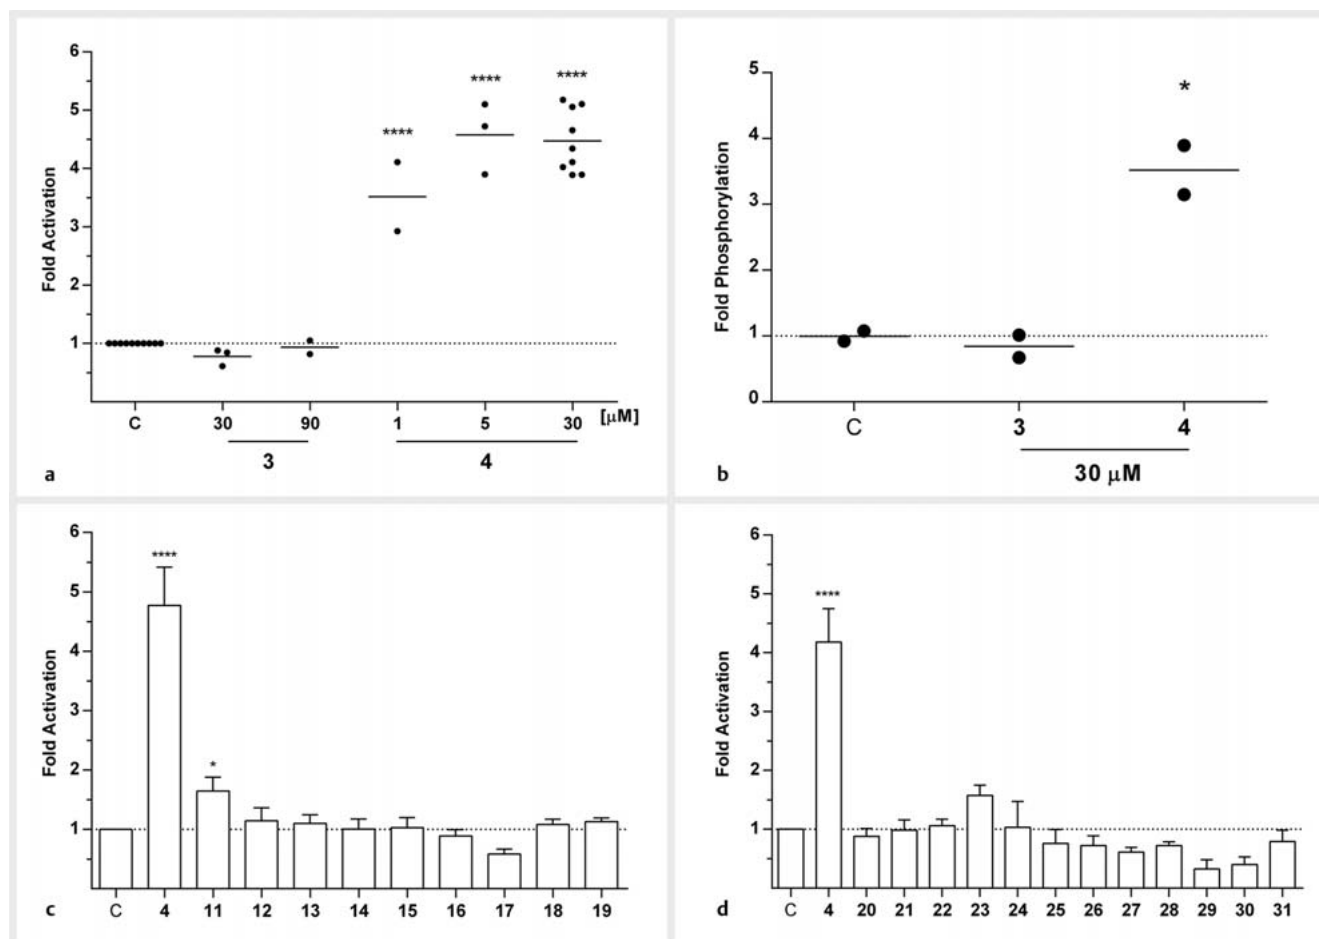 6
5
4
3
2
1
Fold Activation
**** **** ****
C 30 90 1 5 30 [µM]
3 4
a
5
4
3
2
1
0
Fold Phosphorylation
*
C 3 4
30 µM
b
6
5
4
3
2
1
Fold Activation
****
*
C 4 11 12 13 14 15 16 17 18 19
c
6
5
4
3
2
1
Fold Activation
****
C 4 20 21 22 23 24 25 26 27 28 29 30 31
d